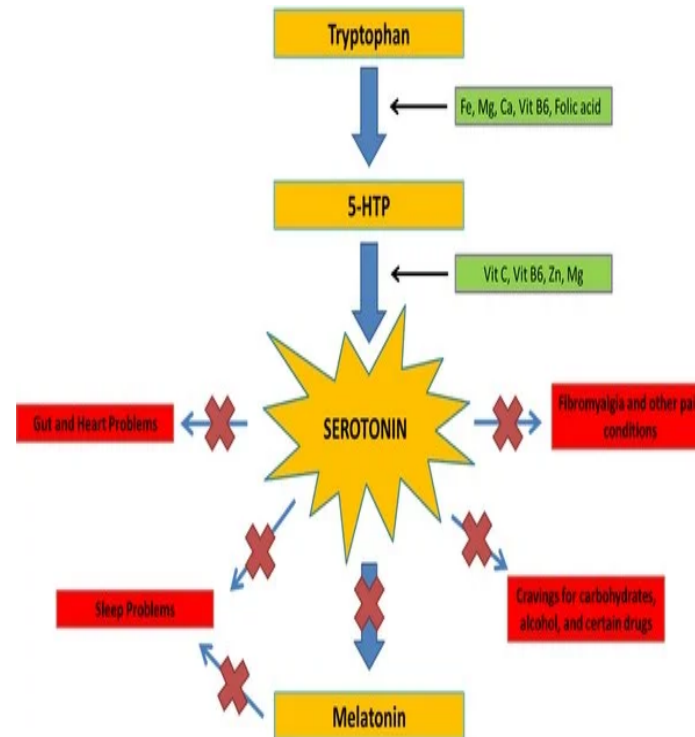 Tryptophan
Fe, Mg, Ca, Vit B6, Folic acid
5-HTP
Vit C, Vit B6, Zn, Mg
SEROTONIN
Gut and Heart Problems
Fibromyalgia and other pai
conditions
Sleep Problems
Cravings for carbohydrates,
alcohol, and certain drugs
Melatonin